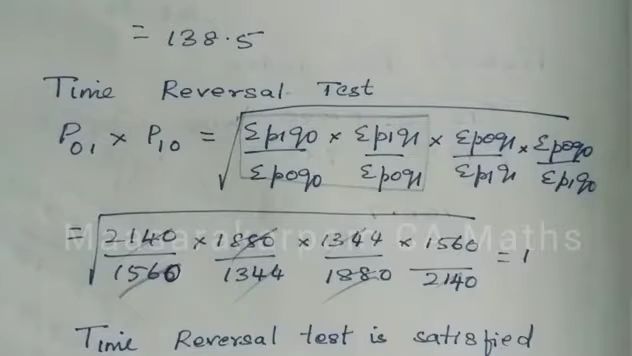 = 138.5
Time Reversal Test
P₀₁ × P₁₀ = √(Σp₁q₀/Σp₀q₀ × Σp₁q₁/Σp₀q₁ × Σp₀q₁/Σp₁q₁ × Σp₀q₀/Σp₁q₀)
= √(2140/1560 × 1880/1344 × 1344/1880 × 1560/2140) = 1
Time Reversal test is satisfied